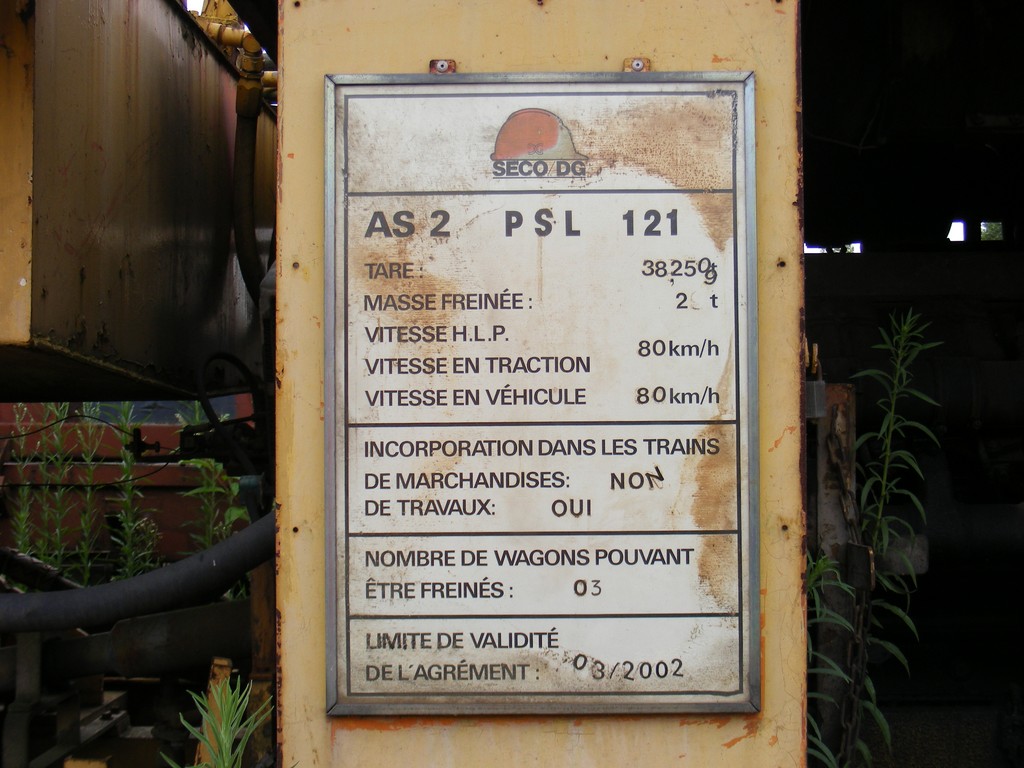 SECO/DG
AS 2 PSL 121
TARE :
MASSE FREINÉE : t
VITESSE H.L.P.
80km/h
VITESSE EN TRACTION
VITESSE EN VÉHICULE 80km/h
INCORPORATION DANS LES TRAINS
DE MARCHANDISES: NON
DE TRAVAUX: OUI
NOMBRE DE WAGONS POUVANT
ÊTRE FREINÉS : 03
LIMITE DE VALIDITÉ
DE L'AGRÉMENT : 03/2002